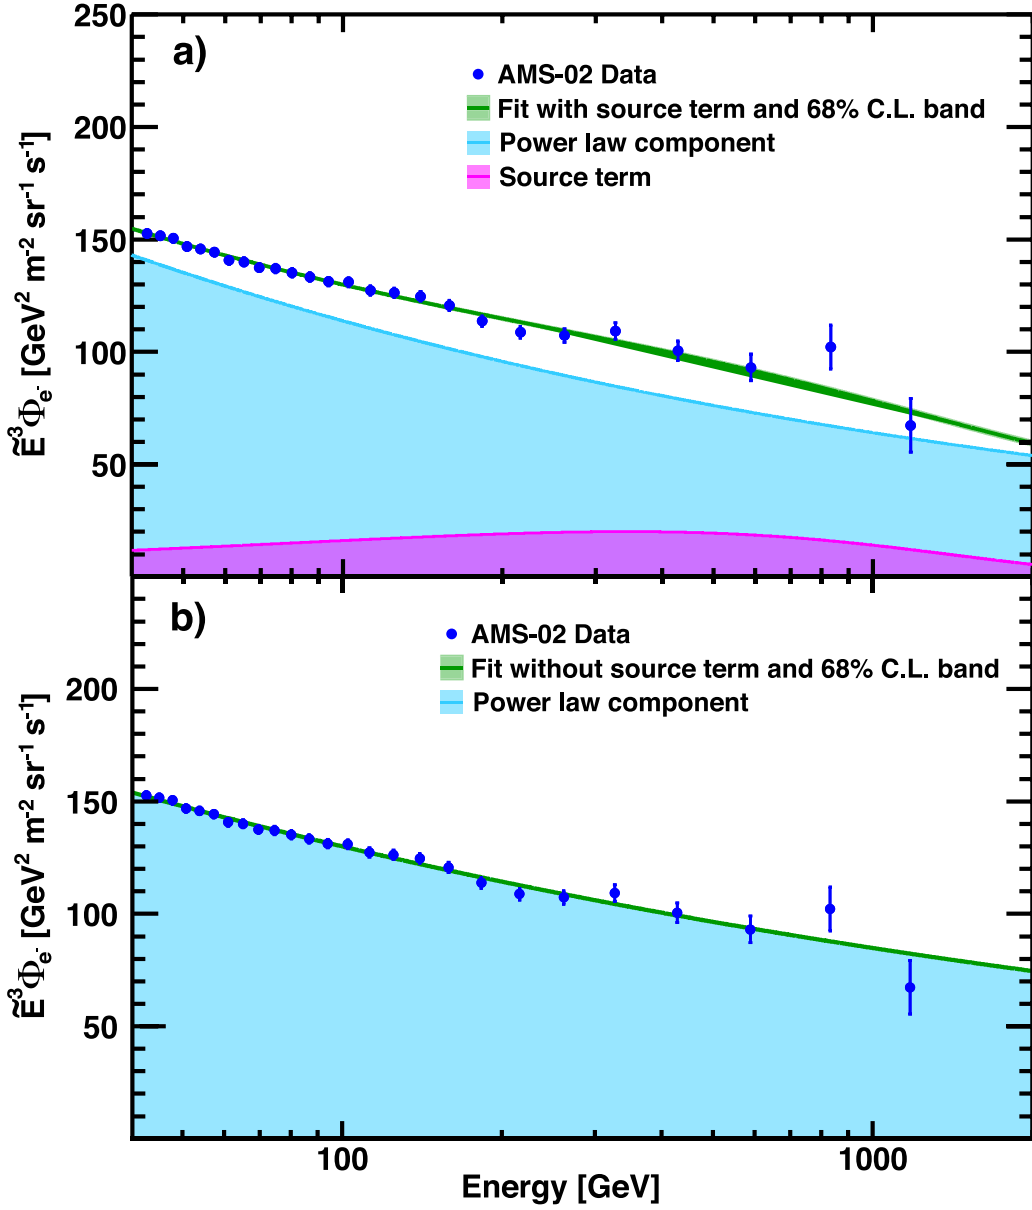 250
a)
AMS-02 Data
Fit with source term and 68% C.L. band
Power law component
Source term
200
150
100
50
Ẽ³Φe⁻ [GeV² m⁻² sr⁻¹ s⁻¹]
b)
AMS-02 Data
Fit without source term and 68% C.L. band
Power law component
200
150
100
50
Ẽ³Φe⁻ [GeV² m⁻² sr⁻¹ s⁻¹]
100 1000
Energy [GeV]